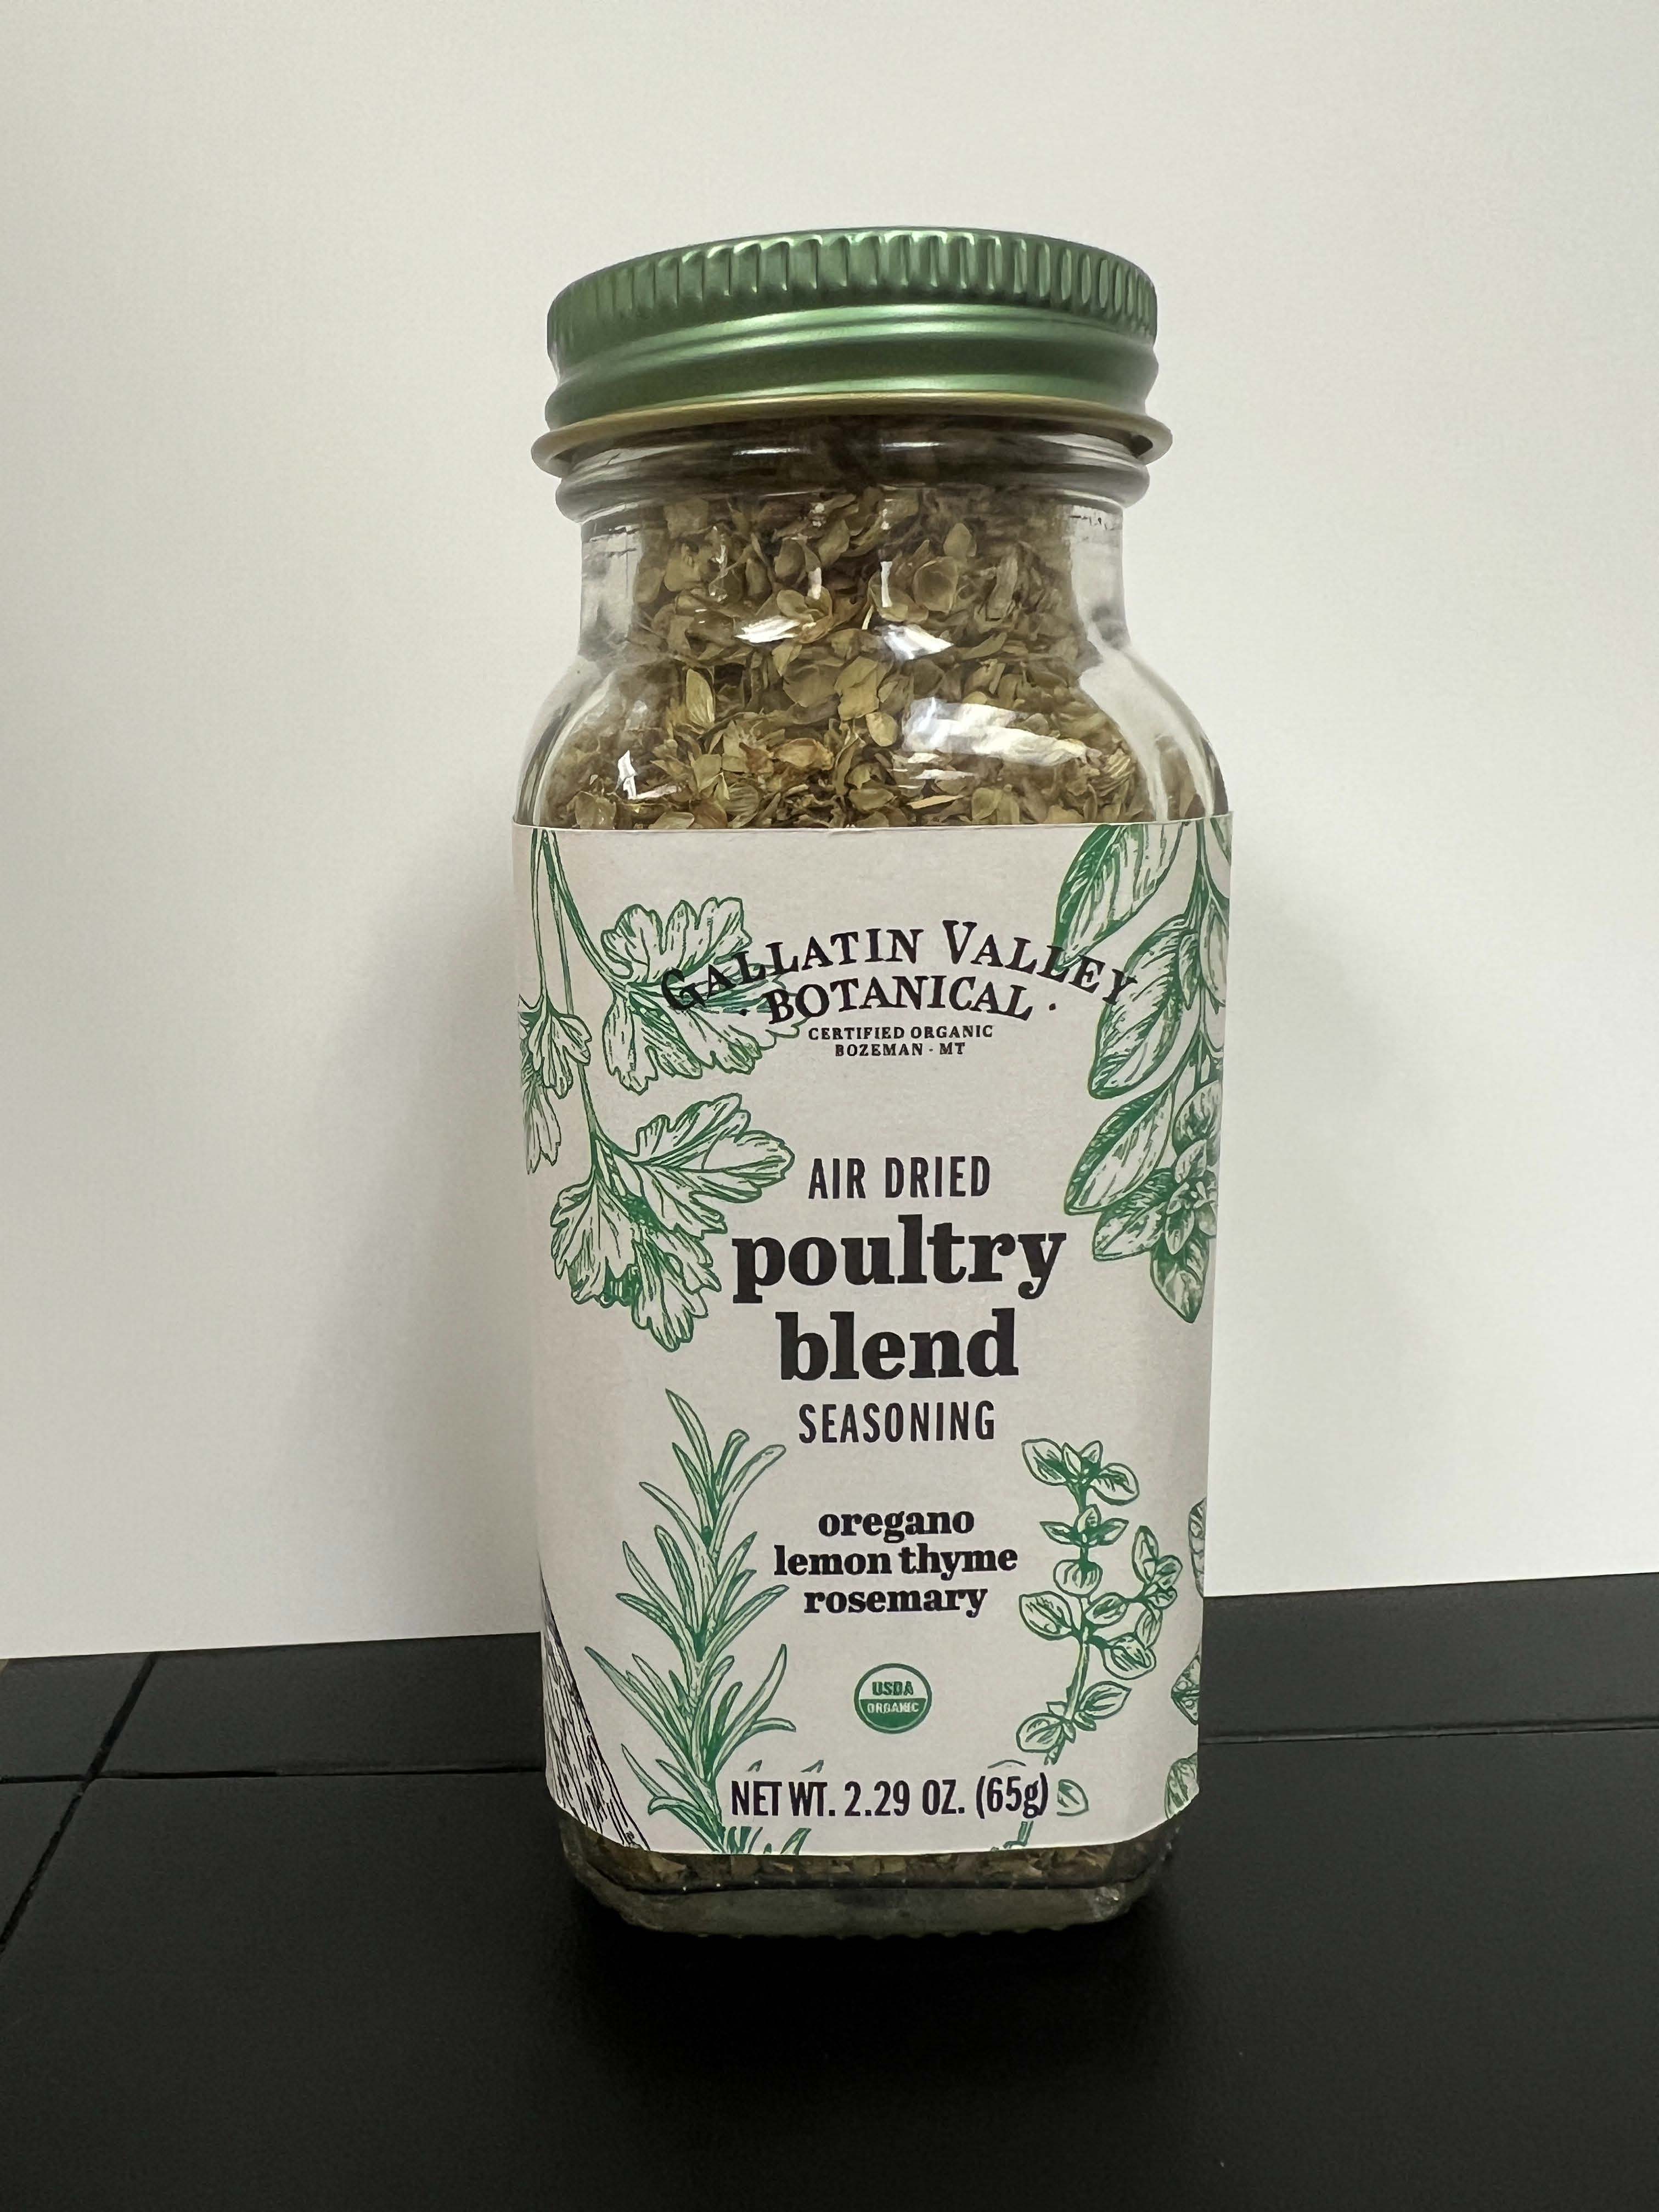 GALLATIN VALLEY
· BOTANICAL ·
CERTIFIED ORGANIC
BOZEMAN - MT
AIR DRIED
poultry
blend
SEASONING
oregano
lemon thyme
rosemary
USDA
ORGANIC
NET WT. 2.29 OZ. (65g)